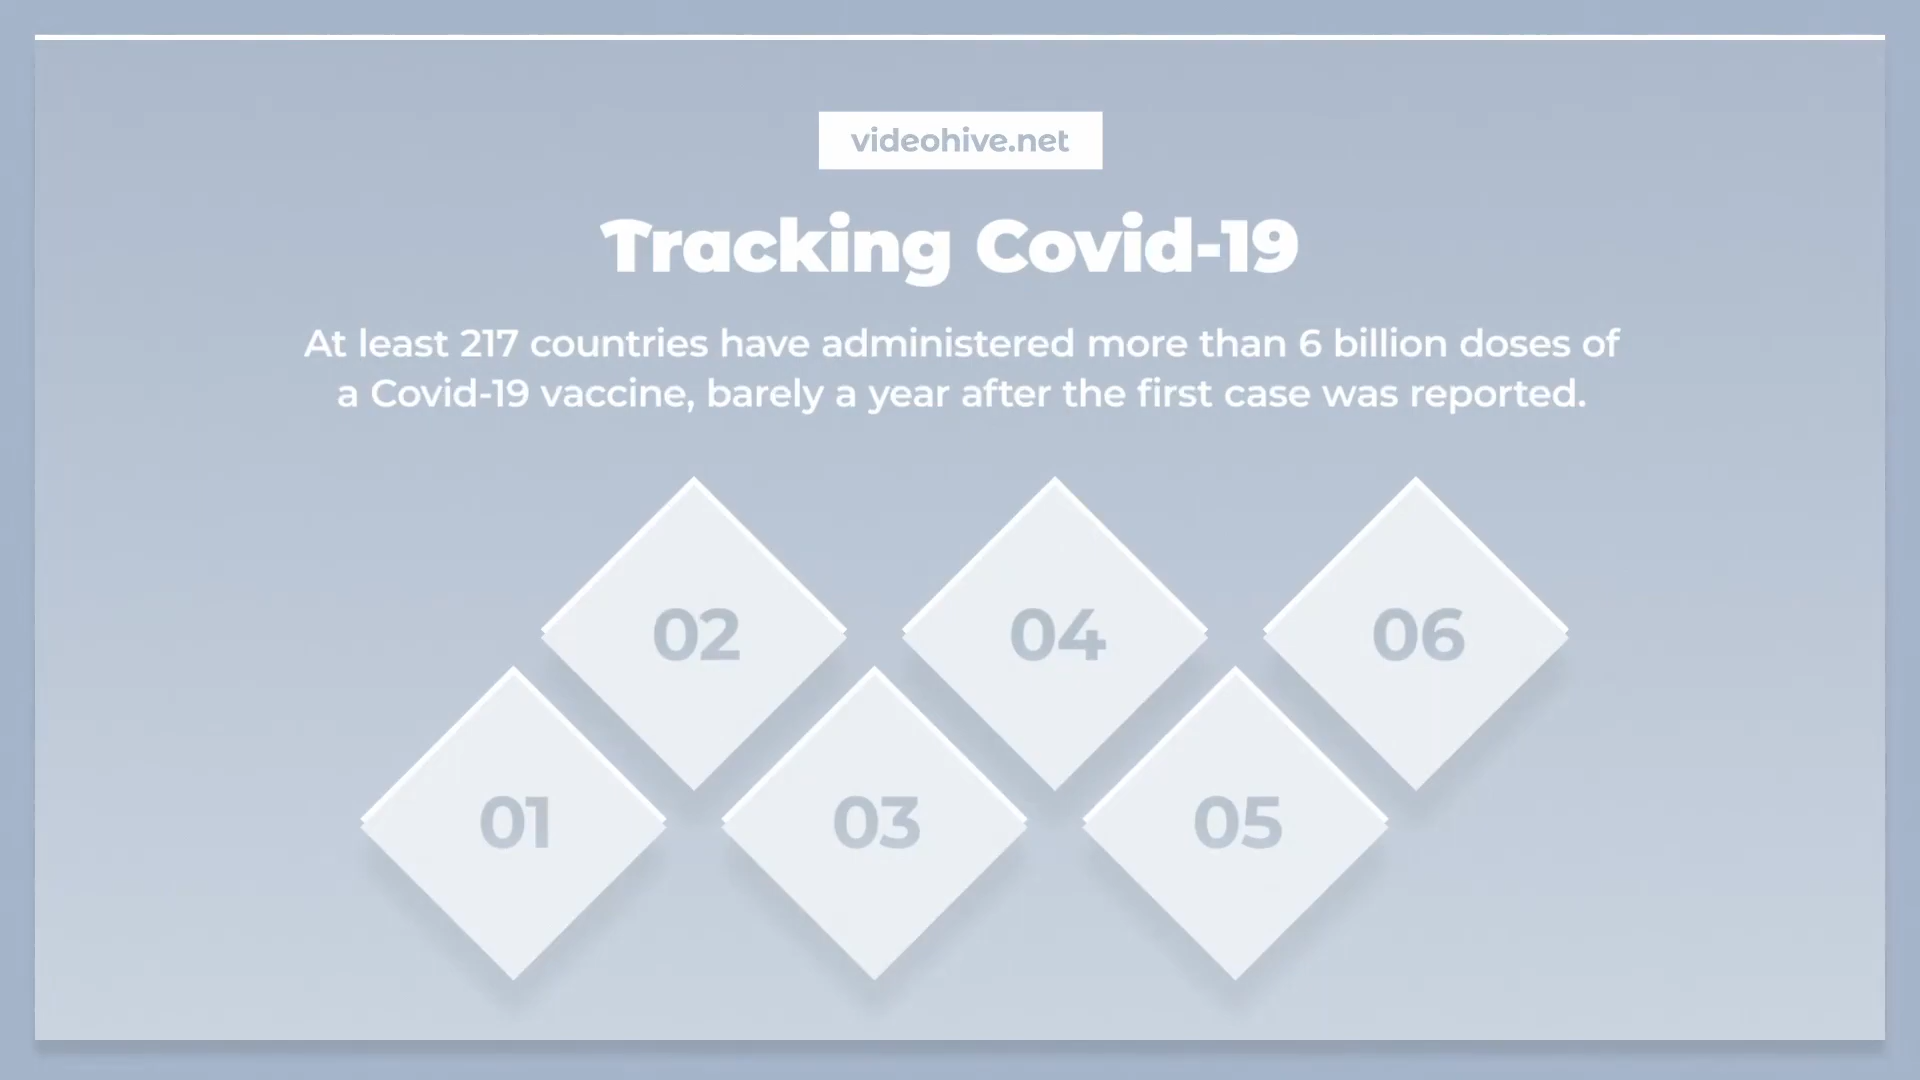 videohive.net
Tracking Covid-19
At least 217 countries have administered more than 6 billion doses of
a Covid-19 vaccine, barely a year after the first case was reported.
02
04
06
01
03
05